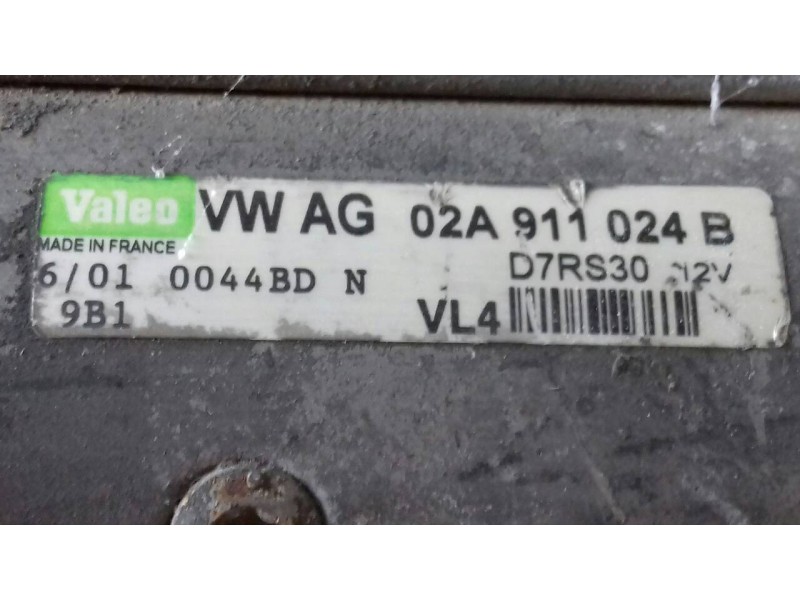 Valeo VW AG 02A 911 024 B
MADE IN FRANCE
D7RS30 12V
6/01 0044BD N
9B1
VL4